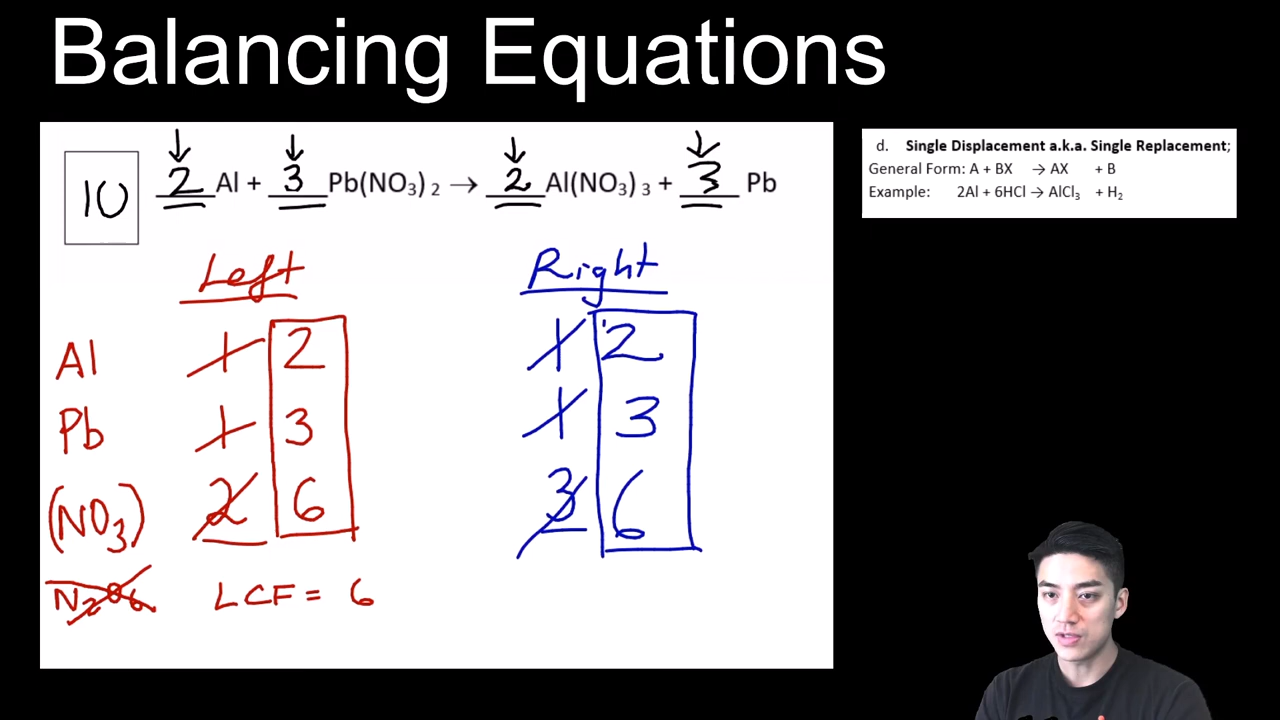 Balancing Equations
10
2 Al + 3 Pb(NO₃)₂ → 2 Al(NO₃)₃ + 3 Pb
d. Single Displacement a.k.a. Single Replacement;
General Form: A + BX → AX + B
Example: 2Al + 6HCl → AlCl₃ + H₂
Left Right
Al 1 2 1 2
Pb 1 3 1 3
(NO₃) 2 6 3 6
N₂O₆ LCF = 6